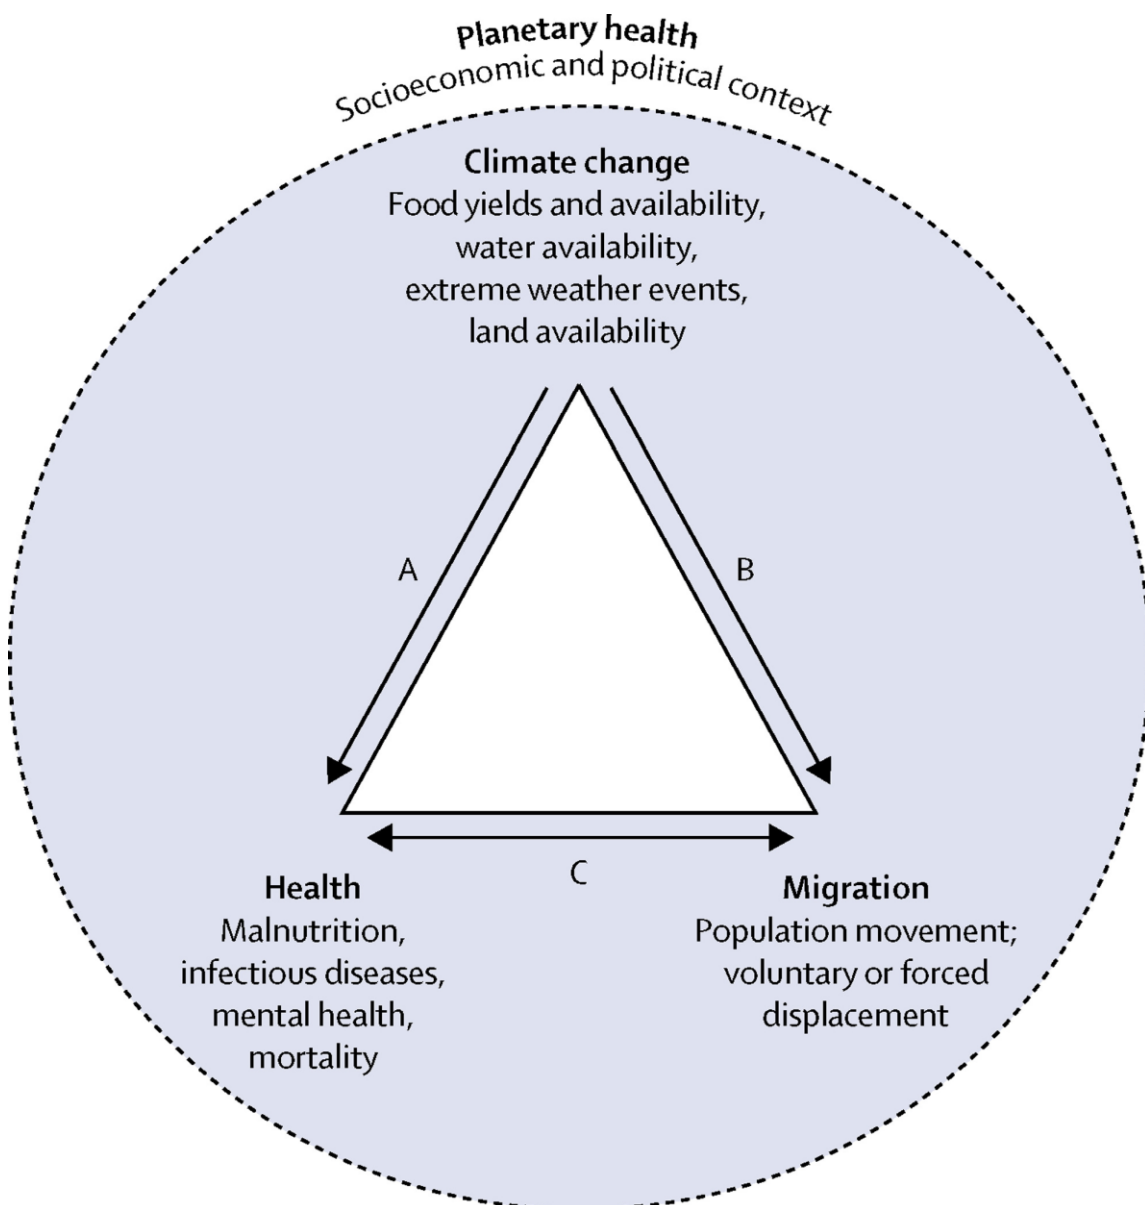 Planetary health
Socioeconomic and political context
Climate change
Food yields and availability,
water availability,
extreme weather events,
land availability
A
B
C
Health
Malnutrition,
infectious diseases,
mental health,
mortality
Migration
Population movement;
voluntary or forced
displacement